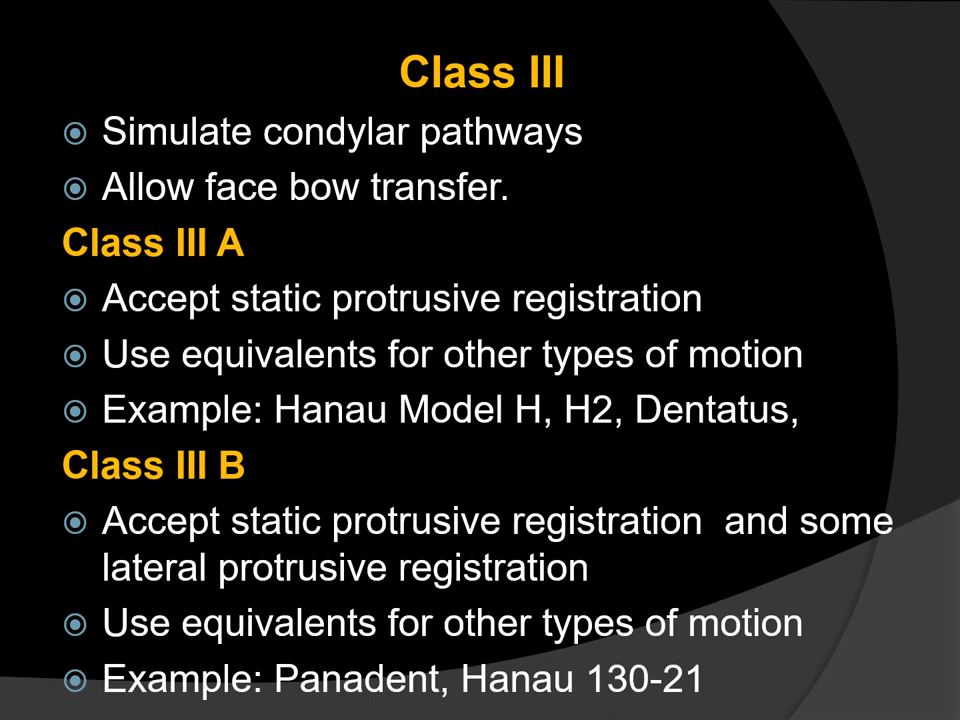 Class III
Simulate condylar pathways
Allow face bow transfer.
Class III A
Accept static protrusive registration
Use equivalents for other types of motion
Example: Hanau Model H, H2, Dentatus,
Class III B
Accept static protrusive registration  and some
lateral protrusive registration
Use equivalents for other types of motion
Example: Panadent, Hanau 130-21